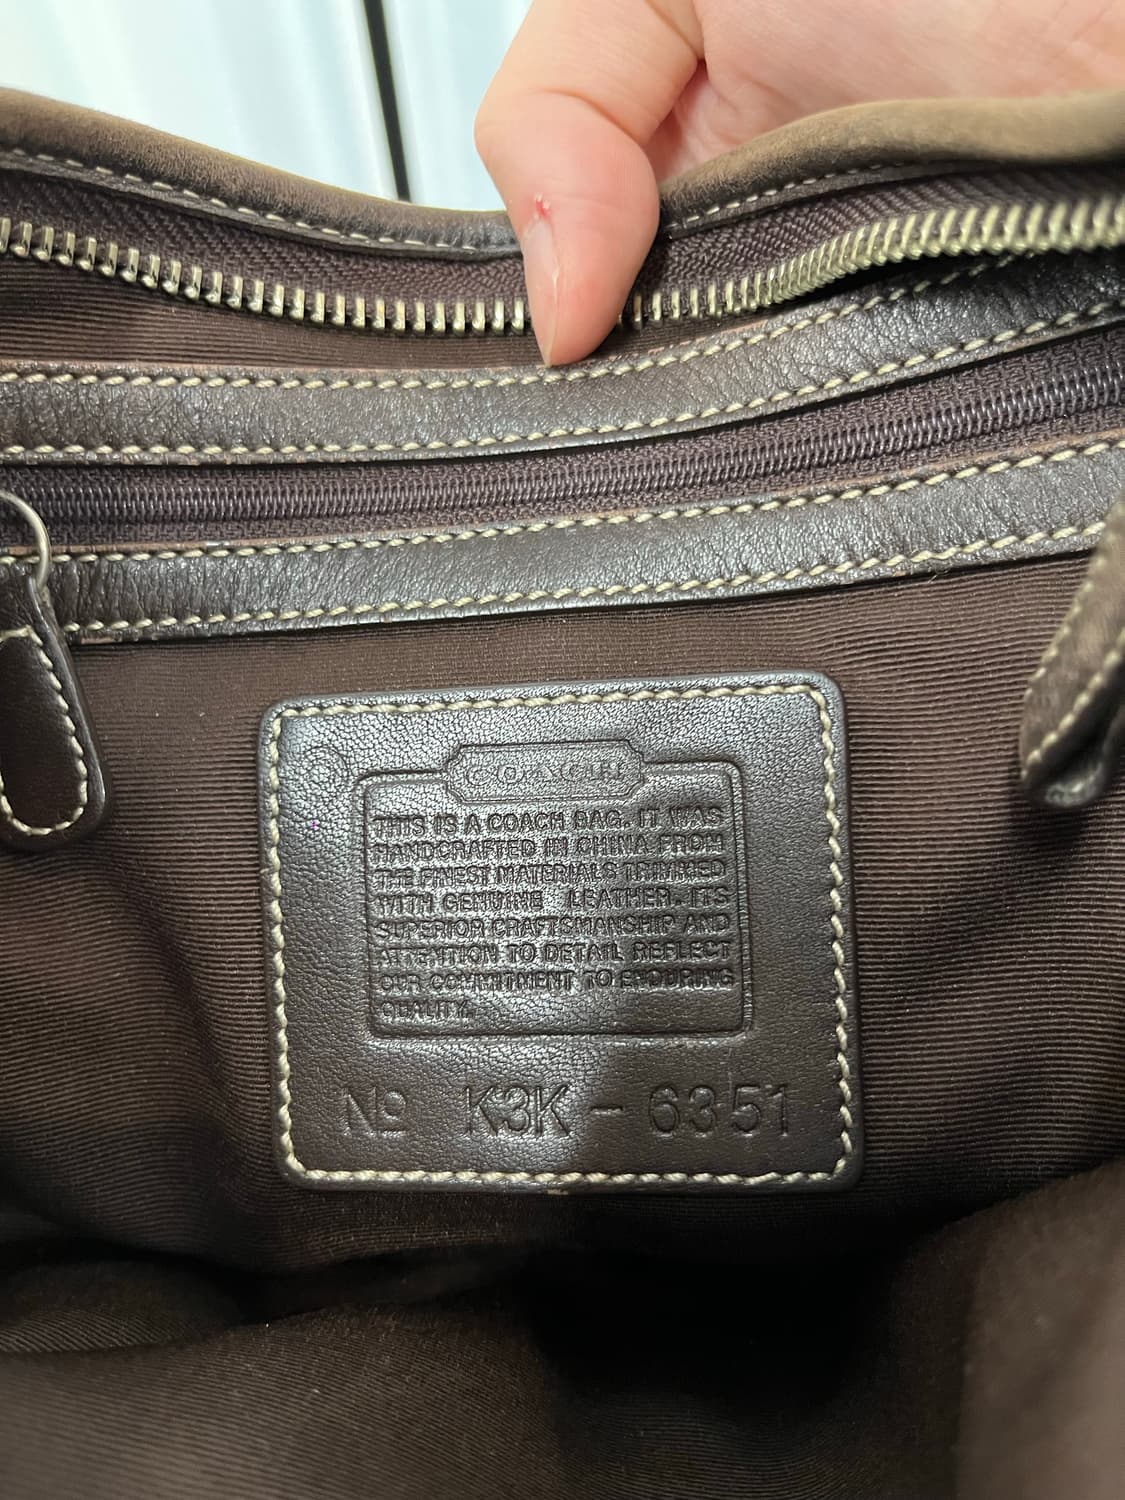 COACH
THIS IS A COACH BAG. IT WAS
HANDCRAFTED IN CHINA FROM
THE FINEST MATERIALS TRIMMED
WITH GENUINE LEATHER. ITS
SUPERIOR CRAFTSMANSHIP AND
ATTENTION TO DETAIL REFLECT
OUR COMMITMENT TO ENDURING
QUALITY.
No K3K-6351